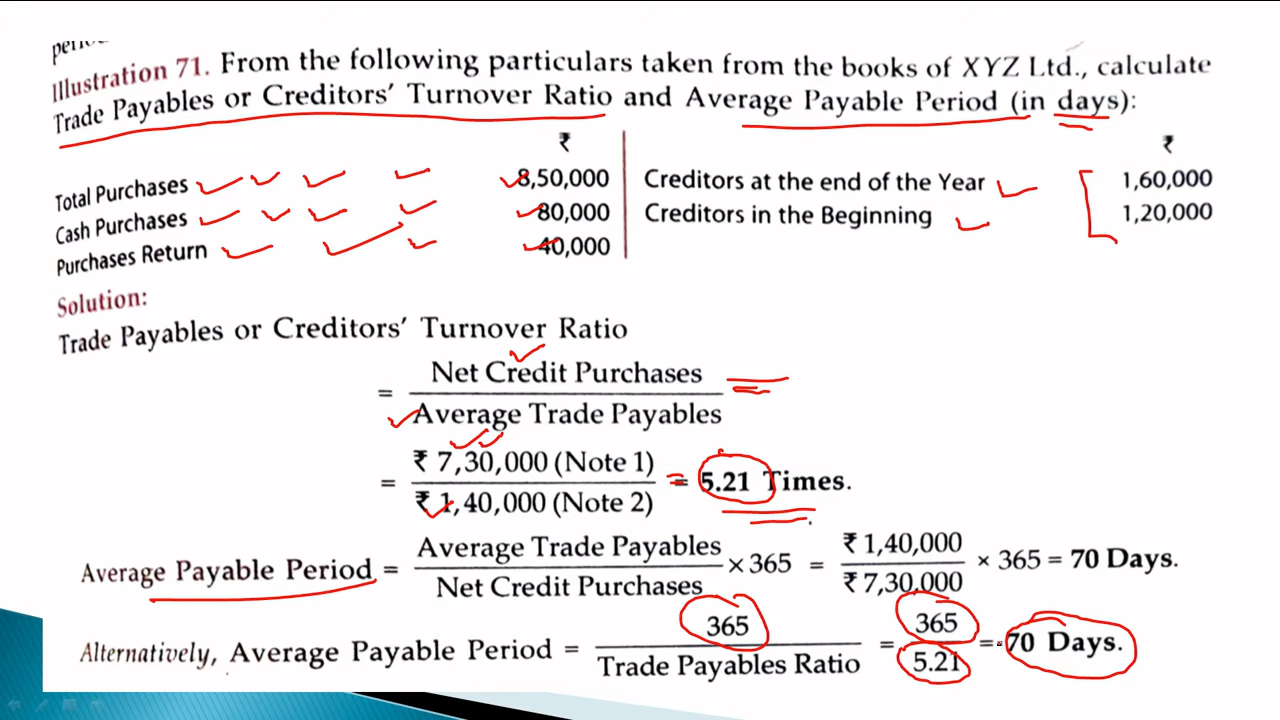 Illustration 71. From the following particulars taken from the books of XYZ Ltd., calculate
Trade Payables or Creditors' Turnover Ratio and Average Payable Period (in days):
₹ ₹
Total Purchases 8,50,000 Creditors at the end of the Year 1,60,000
Cash Purchases 80,000 Creditors in the Beginning 1,20,000
Purchases Return 40,000
Solution:
Trade Payables or Creditors' Turnover Ratio
= Net Credit Purchases
Average Trade Payables
= ₹ 7,30,000 (Note 1) = 5.21 Times.
₹ 1,40,000 (Note 2)
Average Payable Period = Average Trade Payables × 365 = ₹ 1,40,000 × 365 = 70 Days.
Net Credit Purchases ₹ 7,30,000
Alternatively, Average Payable Period = 365 = 365 = 70 Days.
Trade Payables Ratio 5.21